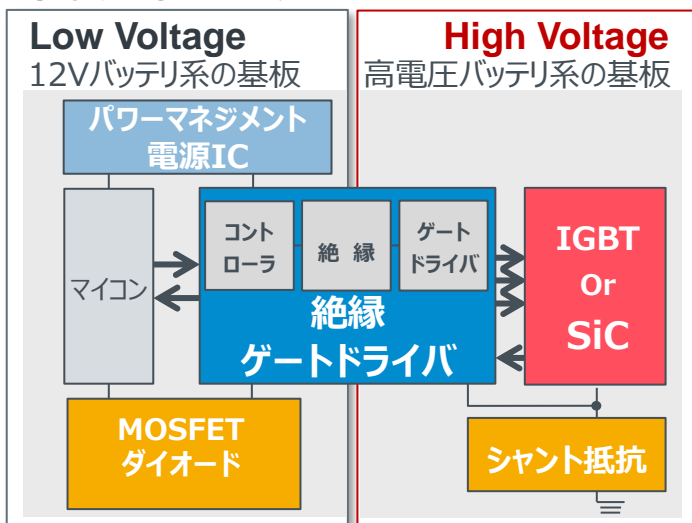 Low Voltage
12Vバッテリ系の基板
High Voltage
高電圧バッテリ系の基板
パワーマネジメント
電源IC
マイコン
コント
ローラ
絶 縁
ゲート
ドライバ
絶縁
ゲートドライバ
IGBT
Or
SiC
MOSFET
ダイオード
シャント抵抗